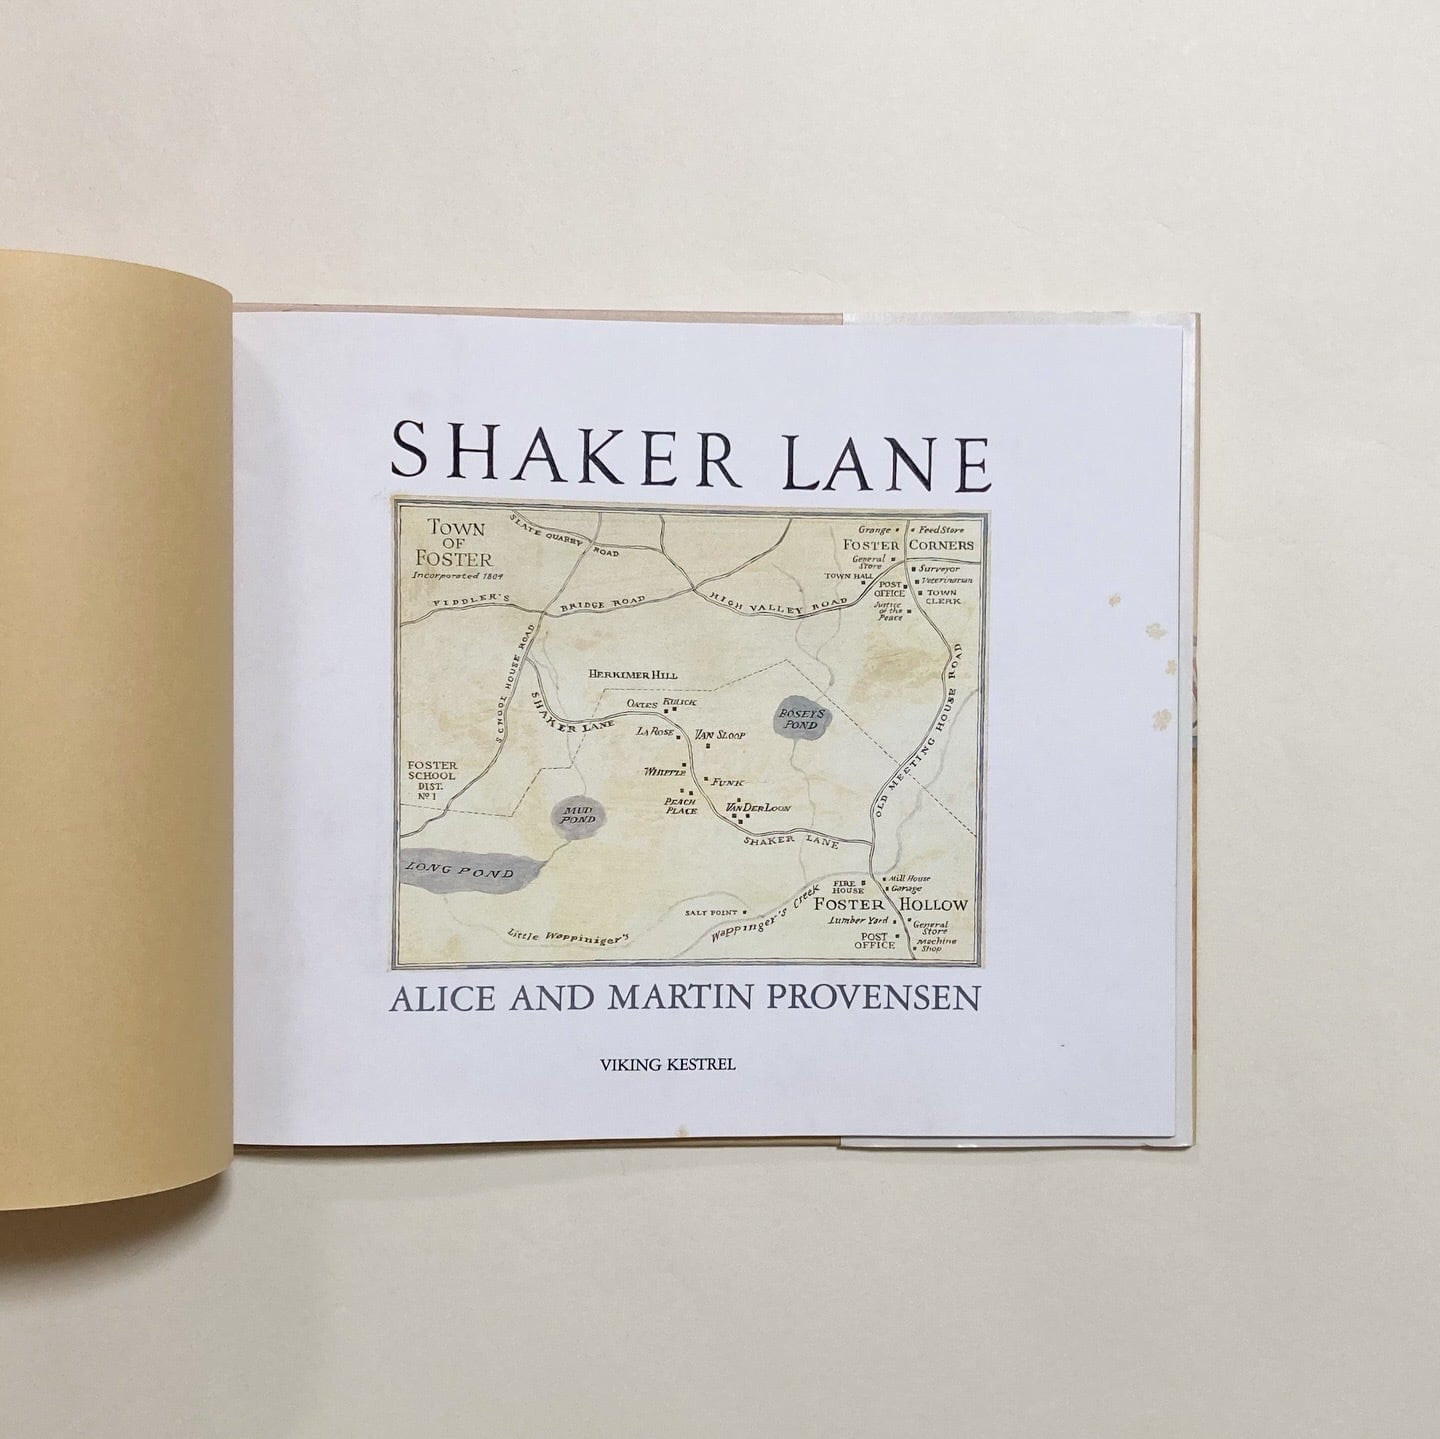 SHAKER LANE
TOWN
OF
FOSTER
Incorporated 1809
SLATE QUARRY ROAD
Grange
Feed Store
FOSTER CORNERS
General
Store
TOWN HALL
Surveyor
Veterinarian
POST
OFFICE
TOWN
CLERK
Justice
of the
Peace
FIDDLER'S BRIDGE ROAD
HIGH VALLEY ROAD
SCHOOL HOUSE ROAD
OLD MEETING HOUSE ROAD
HERKIMER HILL
SHAKER LANE
OATES
KULICK
LA ROSE
VAN SLOOP
BOSEYS
POND
WHIPPLE
FUNK
FOSTER
SCHOOL
DIST.
No 1
PEACH
PLACE
VANDERLOON
MUD
POND
SHAKER LANE
LONG POND
FIRE
HOUSE
Mill House
Garage
FOSTER HOLLOW
SALT POINT
Wappinger's Creek
Lumber Yard
General
Store
Little Wappiniger's
POST
OFFICE
Machine
Shop
ALICE AND MARTIN PROVENSEN
VIKING KESTREL